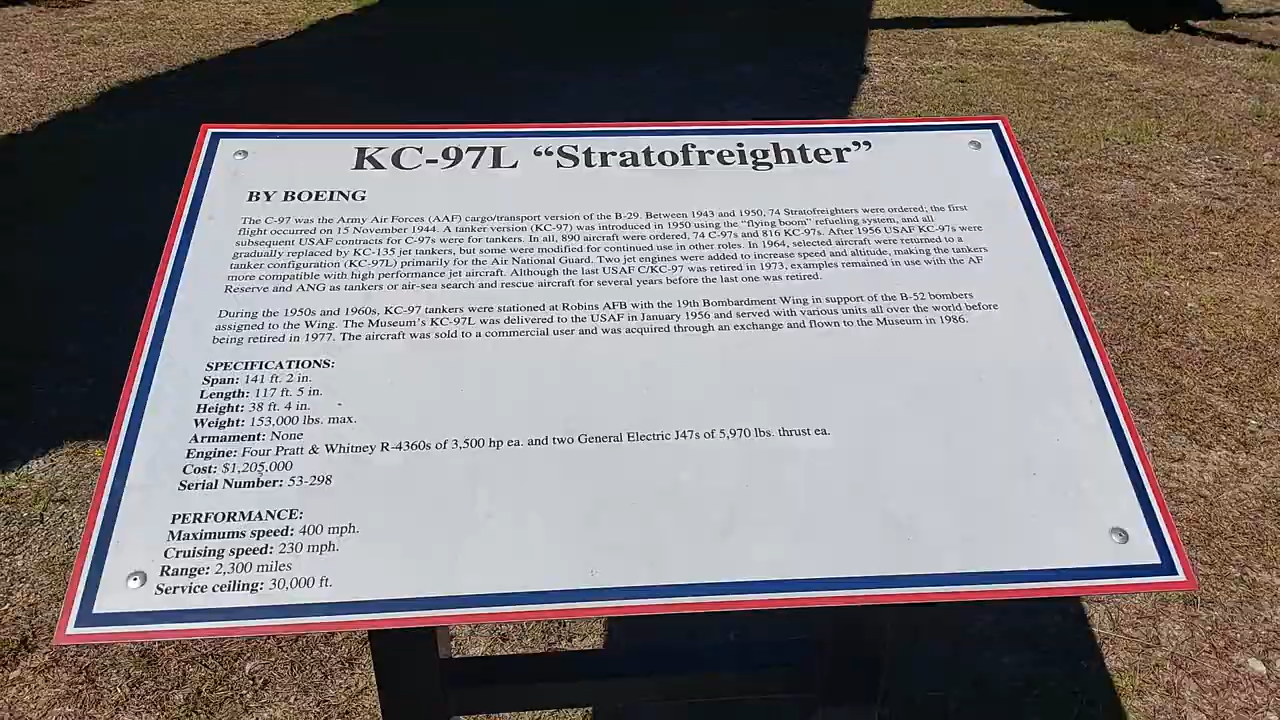 KC-97L “Stratofreighter”
BY BOEING
The C-97 was the Army Air Forces (AAF) cargo/transport version of the B-29. Between 1943 and 1950, 74 Stratofreighters were ordered; the first
flight occurred on 15 November 1944. A tanker version (KC-97) was introduced in 1950 using the “flying boom” refueling system, and all
subsequent USAF contracts for C-97s were for tankers. In all, 890 aircraft were ordered, 74 C-97s and 816 KC-97s. After 1956 USAF KC-97s were
gradually replaced by KC-135 jet tankers, but some were modified for continued use in other roles. In 1964, selected aircraft were returned to a
tanker configuration (KC-97L) primarily for the Air National Guard. Two jet engines were added to increase speed and altitude, making the tankers
more compatible with high performance jet aircraft. Although the last USAF C/KC-97 was retired in 1973, examples remained in use with the AF
Reserve and ANG as tankers or air-sea search and rescue aircraft for several years before the last one was retired.
During the 1950s and 1960s, KC-97 tankers were stationed at Robins AFB with the 19th Bombardment Wing in support of the B-52 bombers
assigned to the Wing. The Museum’s KC-97L was delivered to the USAF in January 1956 and served with various units all over the world before
being retired in 1977. The aircraft was sold to a commercial user and was acquired through an exchange and flown to the Museum in 1986.
SPECIFICATIONS:
Span: 141 ft. 2 in.
Length: 117 ft. 5 in.
Height: 38 ft. 4 in.
Weight: 153,000 lbs. max.
Armament: None
Engine: Four Pratt & Whitney R-4360s of 3,500 hp ea. and two General Electric J47s of 5,970 lbs. thrust ea.
Cost: $1,205,000
Serial Number: 53-298
PERFORMANCE:
Maximums speed: 400 mph.
Cruising speed: 230 mph.
Range: 2,300 miles
Service ceiling: 30,000 ft.